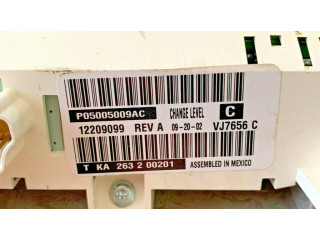 P05005009AC CHANGE LEVEL C
12209099 REV A 09-20-02 VJ7656 C
T KA 263 2 00201 ASSEMBLED IN MEXICO